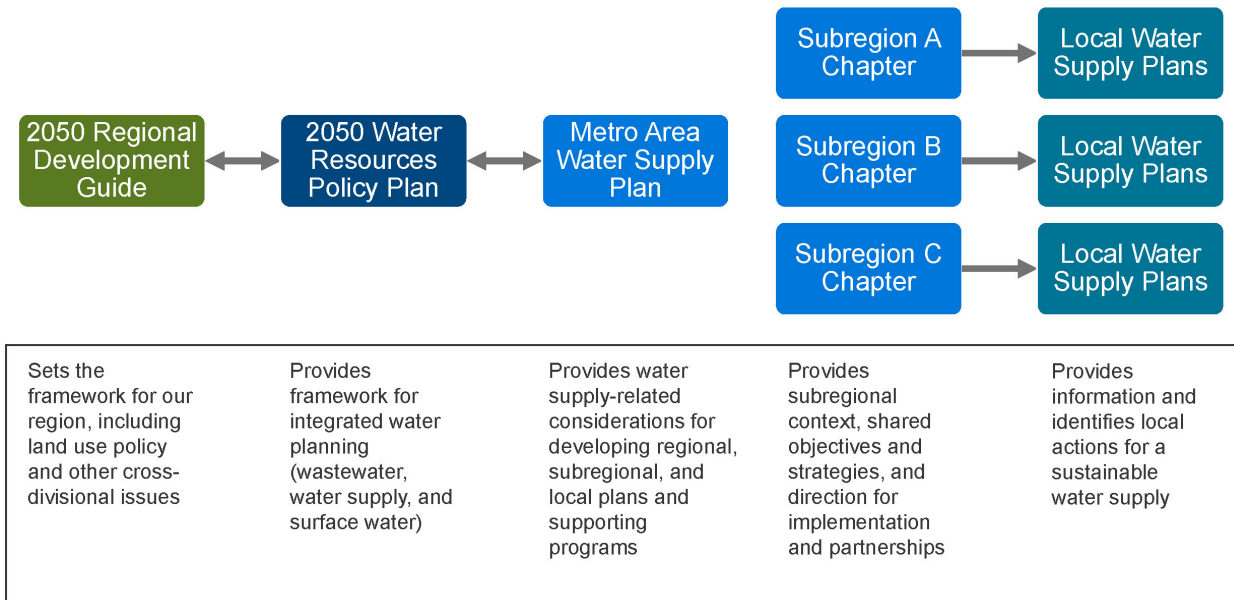 2050 Regional
Development
Guide
2050 Water
Resources
Policy Plan
Metro Area
Water Supply
Plan
Subregion A
Chapter
Local Water
Supply Plans
Subregion B
Chapter
Local Water
Supply Plans
Subregion C
Chapter
Local Water
Supply Plans
Sets the
framework for our
region, including
land use policy
and other cross-
divisional issues
Provides
framework for
integrated water
planning
(wastewater,
water supply, and
surface water)
Provides water
supply-related
considerations for
developing regional,
subregional, and
local plans and
supporting
programs
Provides
subregional
context, shared
objectives and
strategies, and
direction for
implementation
and partnerships
Provides
information and
identifies local
actions for a
sustainable
water supply